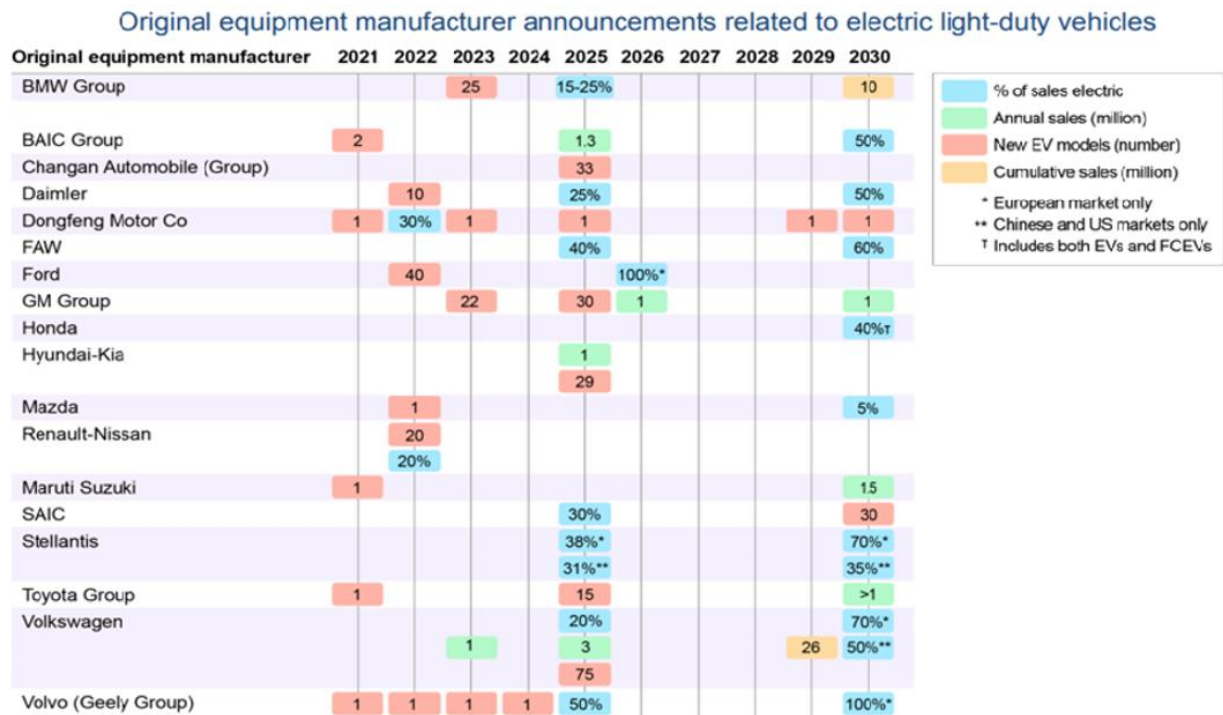 Original equipment manufacturer announcements related to electric light-duty vehicles
Original equipment manufacturer 2021 2022 2023 2024 2025 2026 2027 2028 2029 2030
BMW Group 25 15-25% 10
BAIC Group 2 1.3 50%
Changan Automobile (Group) 33
Daimler 10 25% 50%
Dongfeng Motor Co 1 30% 1 1 1 1
FAW 40% 60%
Ford 40 100%*
GM Group 22 30 1 1
Honda 40%T
Hyundai-Kia 1
29
Mazda 1 5%
Renault-Nissan 20
20%
Maruti Suzuki 1 1.5
SAIC 30% 30
Stellantis 38%* 70%*
31%** 35%**
Toyota Group 1 15 >1
Volkswagen 20% 70%*
1 3 26 50%**
75
Volvo (Geely Group) 1 1 1 1 50% 100%*
% of sales electric
Annual sales (million)
New EV models (number)
Cumulative sales (million)
* European market only
** Chinese and US markets only
T Includes both EVs and FCEVs